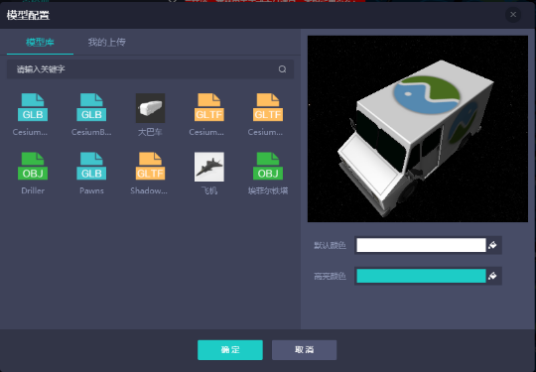 模型配置
模型库 我的上传
请输入关键字
GLB GLB GLTF GLTF
Cesium... CesiumB... 大巴车 Cesium... Cesium...
OBJ GLB GLTF OBJ
Driller Pawns Shadow... 飞机 埃菲尔铁塔
默认颜色
高亮颜色
确定 取消